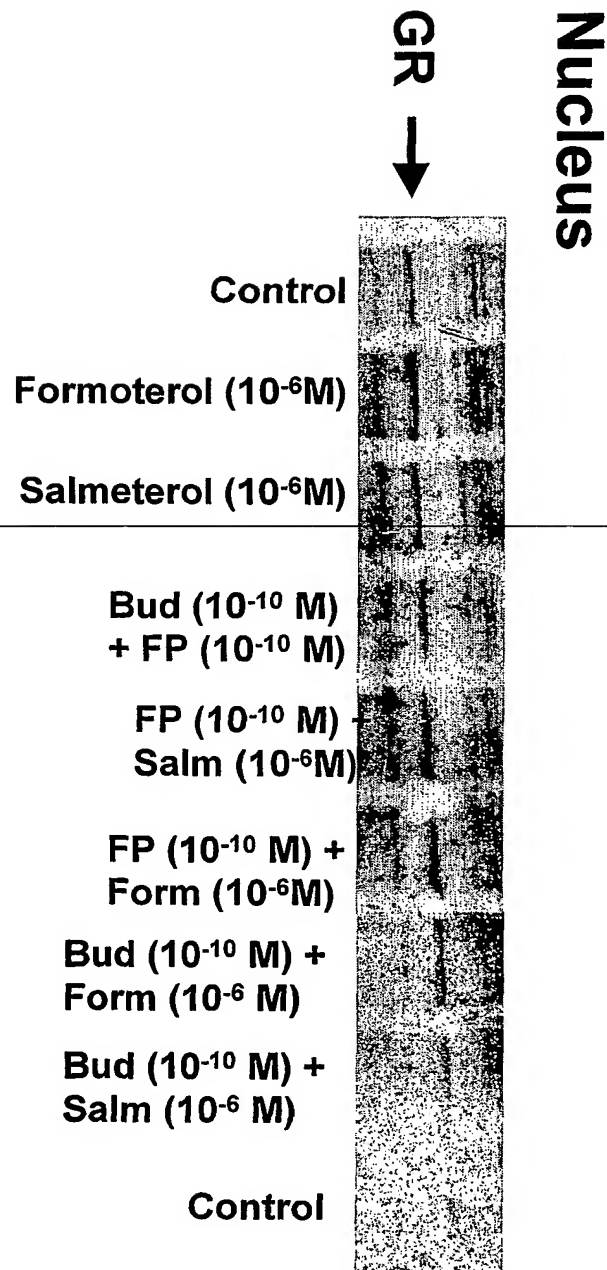 Nucleus
GR
Control
Formoterol (10⁻⁶M)
Salmeterol (10⁻⁶M)
Bud (10⁻¹⁰ M)
+ FP (10⁻¹⁰ M)
FP (10⁻¹⁰ M) +
Salm (10⁻⁶M)
FP (10⁻¹⁰ M) +
Form (10⁻⁶M)
Bud (10⁻¹⁰ M) +
Form (10⁻⁶ M)
Bud (10⁻¹⁰ M) +
Salm (10⁻⁶ M)
Control